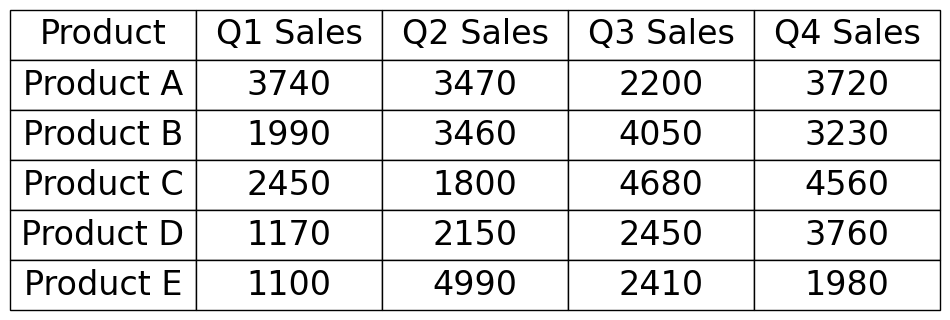 Product Q1 Sales Q2 Sales Q3 Sales Q4 Sales
Product A 3740 3470 2200 3720
Product B 1990 3460 4050 3230
Product C 2450 1800 4680 4560
Product D 1170 2150 2450 3760
Product E 1100 4990 2410 1980